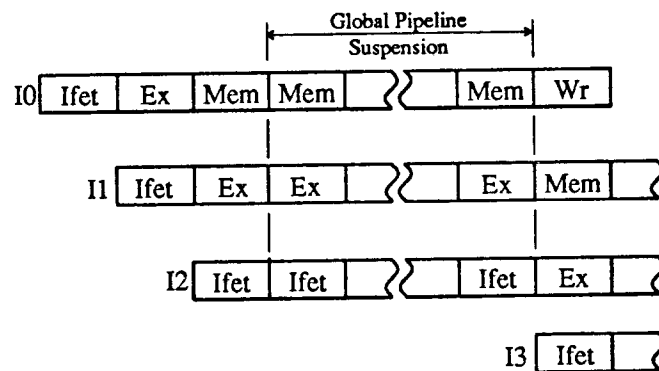 Global Pipeline
Suspension
I0 Ifet Ex Mem Mem Mem Wr
I1 Ifet Ex Ex Ex Mem
I2 Ifet Ifet Ifet Ex
I3 Ifet